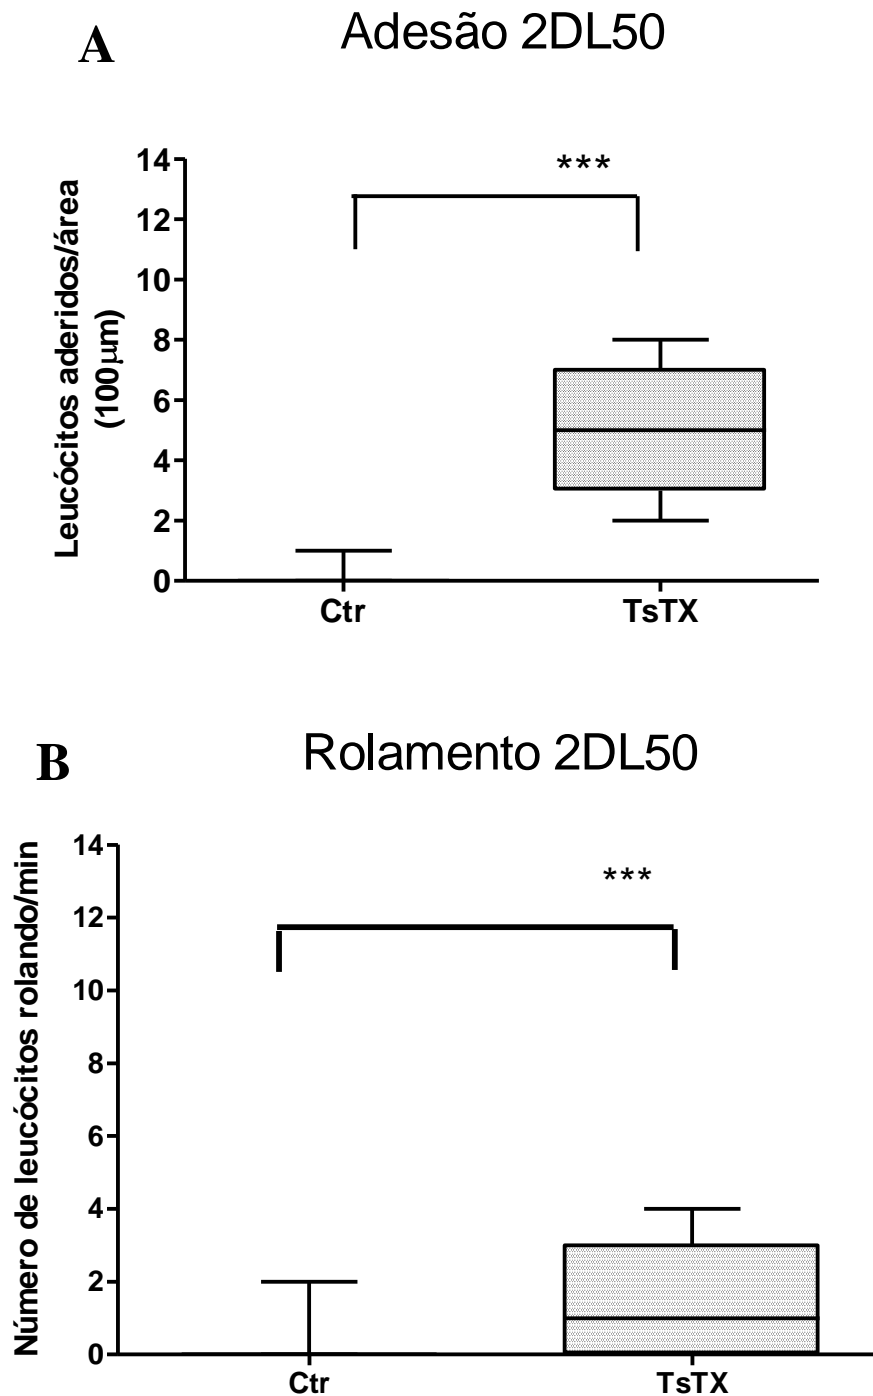 A
Adesão 2DL50
Leucócitos aderidos/área
(100μm)
14
12
10
8
6
4
2
0
***
Ctr
TsTX
B
Rolamento 2DL50
Número de leucócitos rolando/min
14
12
10
8
6
4
2
0
***
Ctr
TsTX